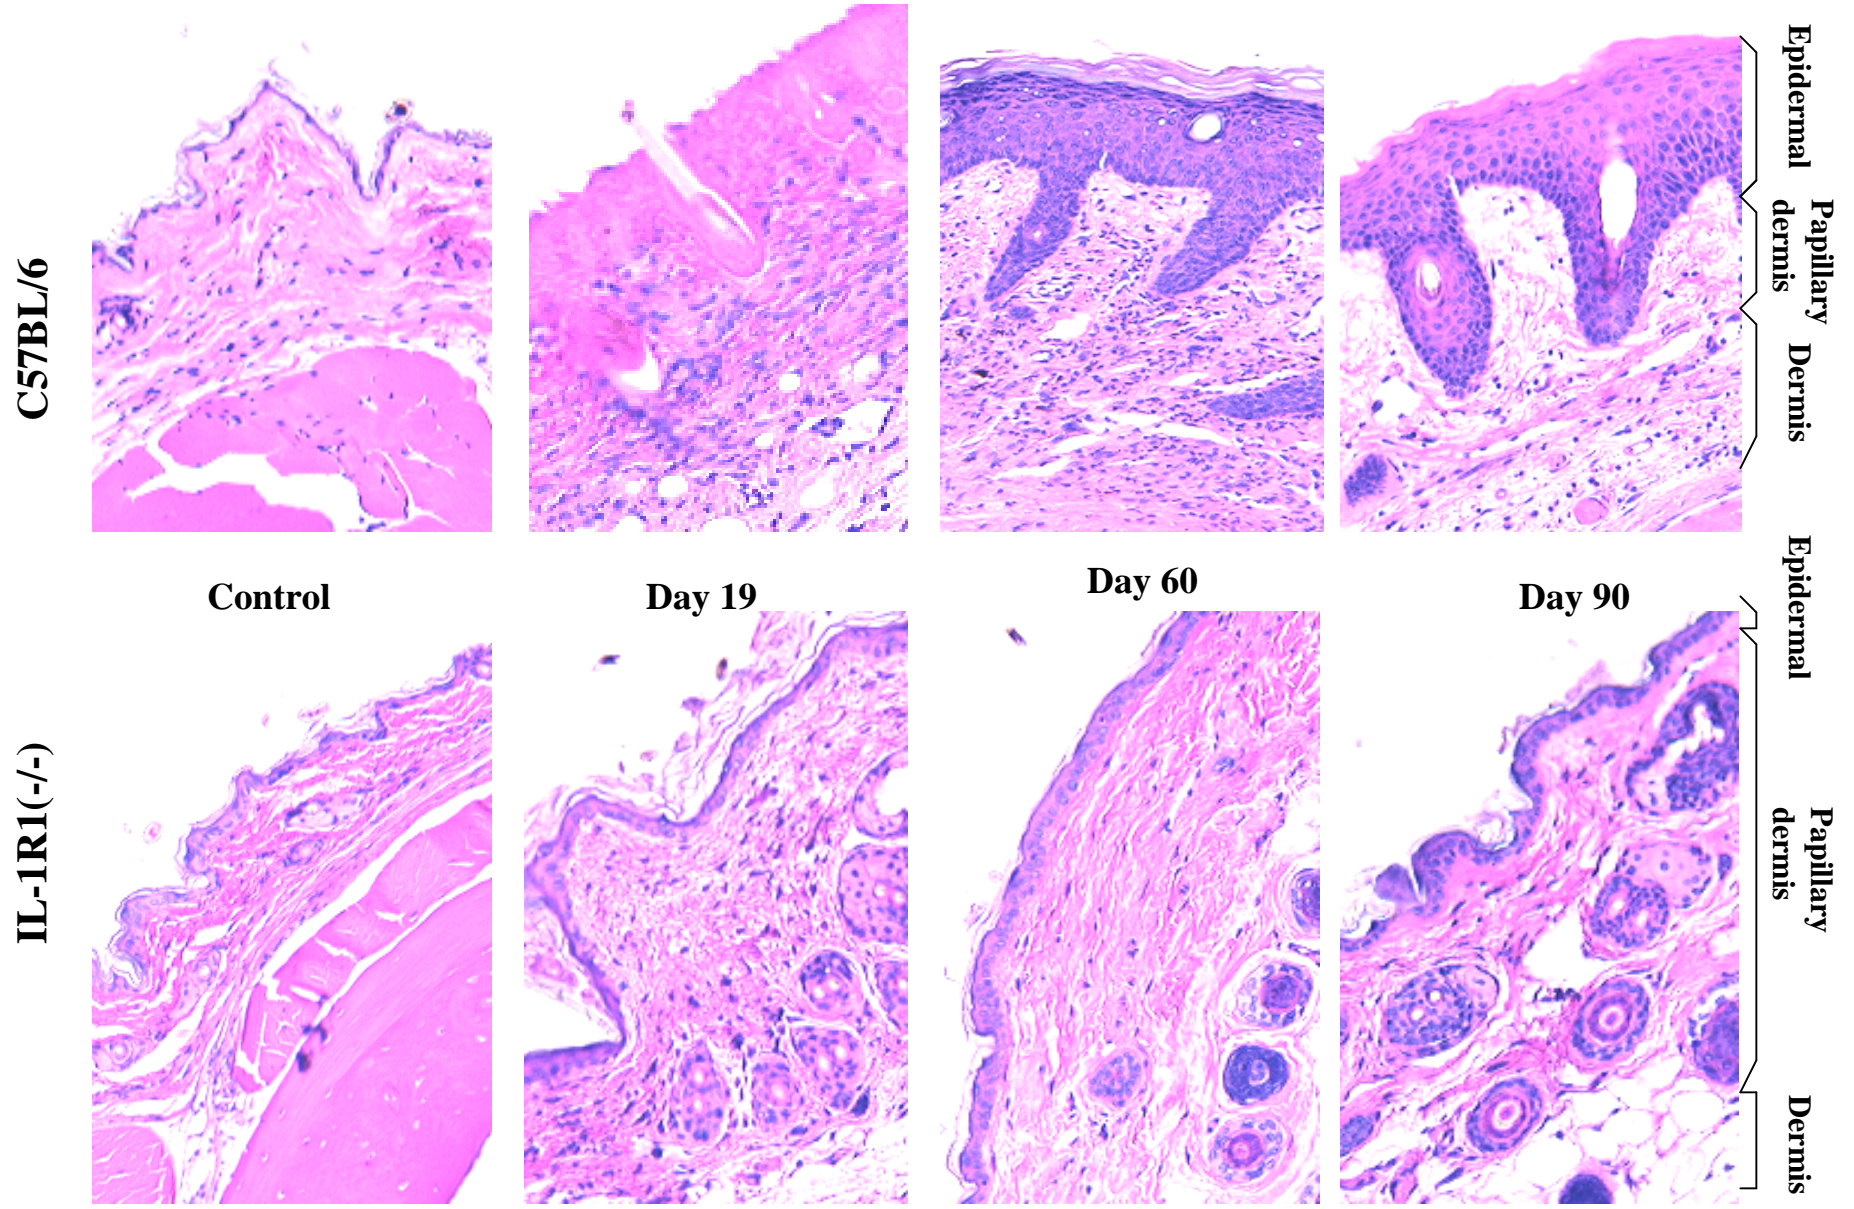 C57BL/6
Epidermal
Papillary
dermis
Dermis
Control
Day 19
Day 60
Day 90
IL-1R1(-/-)
Epidermal
Papillary
dermis
Dermis